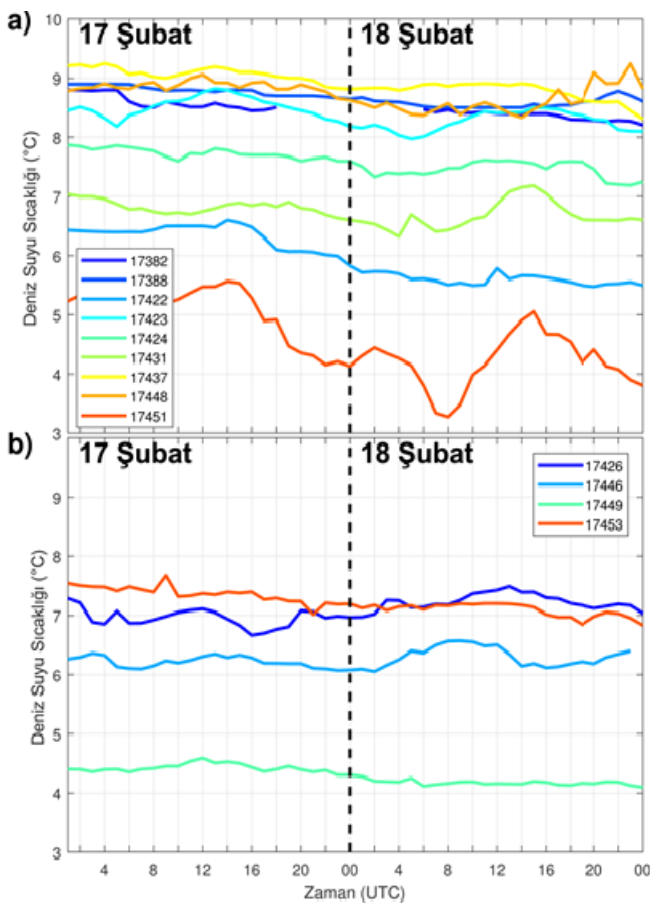 a)
17 Şubat
18 Şubat
Deniz Suyu Sıcaklığı (°C)
10
9
8
7
6
5
4
3
17382
17388
17422
17423
17424
17431
17437
17448
17451
b)
17 Şubat
18 Şubat
Deniz Suyu Sıcaklığı (°C)
9
8
7
6
5
4
3
17426
17446
17449
17453
4 8 12 16 20 00 4 8 12 16 20 00
Zaman (UTC)